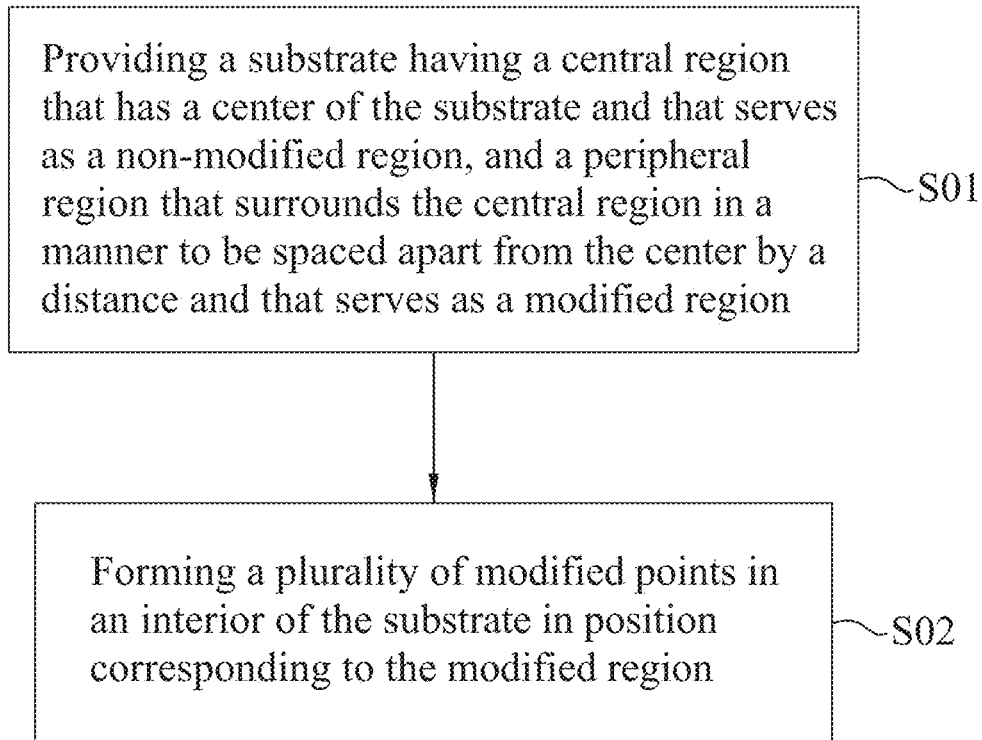 Providing a substrate having a central region
that has a center of the substrate and that serves
as a non-modified region, and a peripheral
region that surrounds the central region in a
manner to be spaced apart from the center by a
distance and that serves as a modified region
S01
Forming a plurality of modified points in
an interior of the substrate in position
corresponding to the modified region
S02